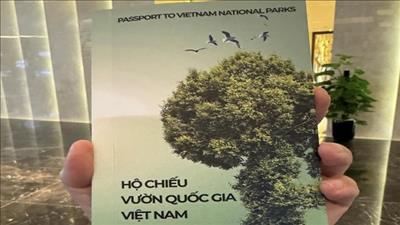 PASSPORT TO VIETNAM NATIONAL PARKS
HỘ CHIẾU
VƯỜN QUỐC GIA
VIỆT NAM